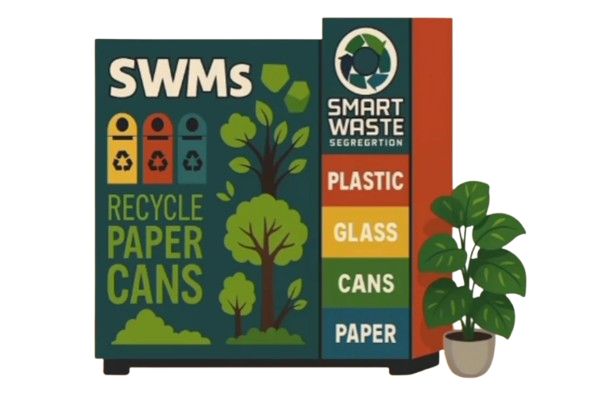 SWMs
RECYCLE
PAPER
CANS
SMART
WASTE
SEGREGRTION
PLASTIC
GLASS
CANS
PAPER